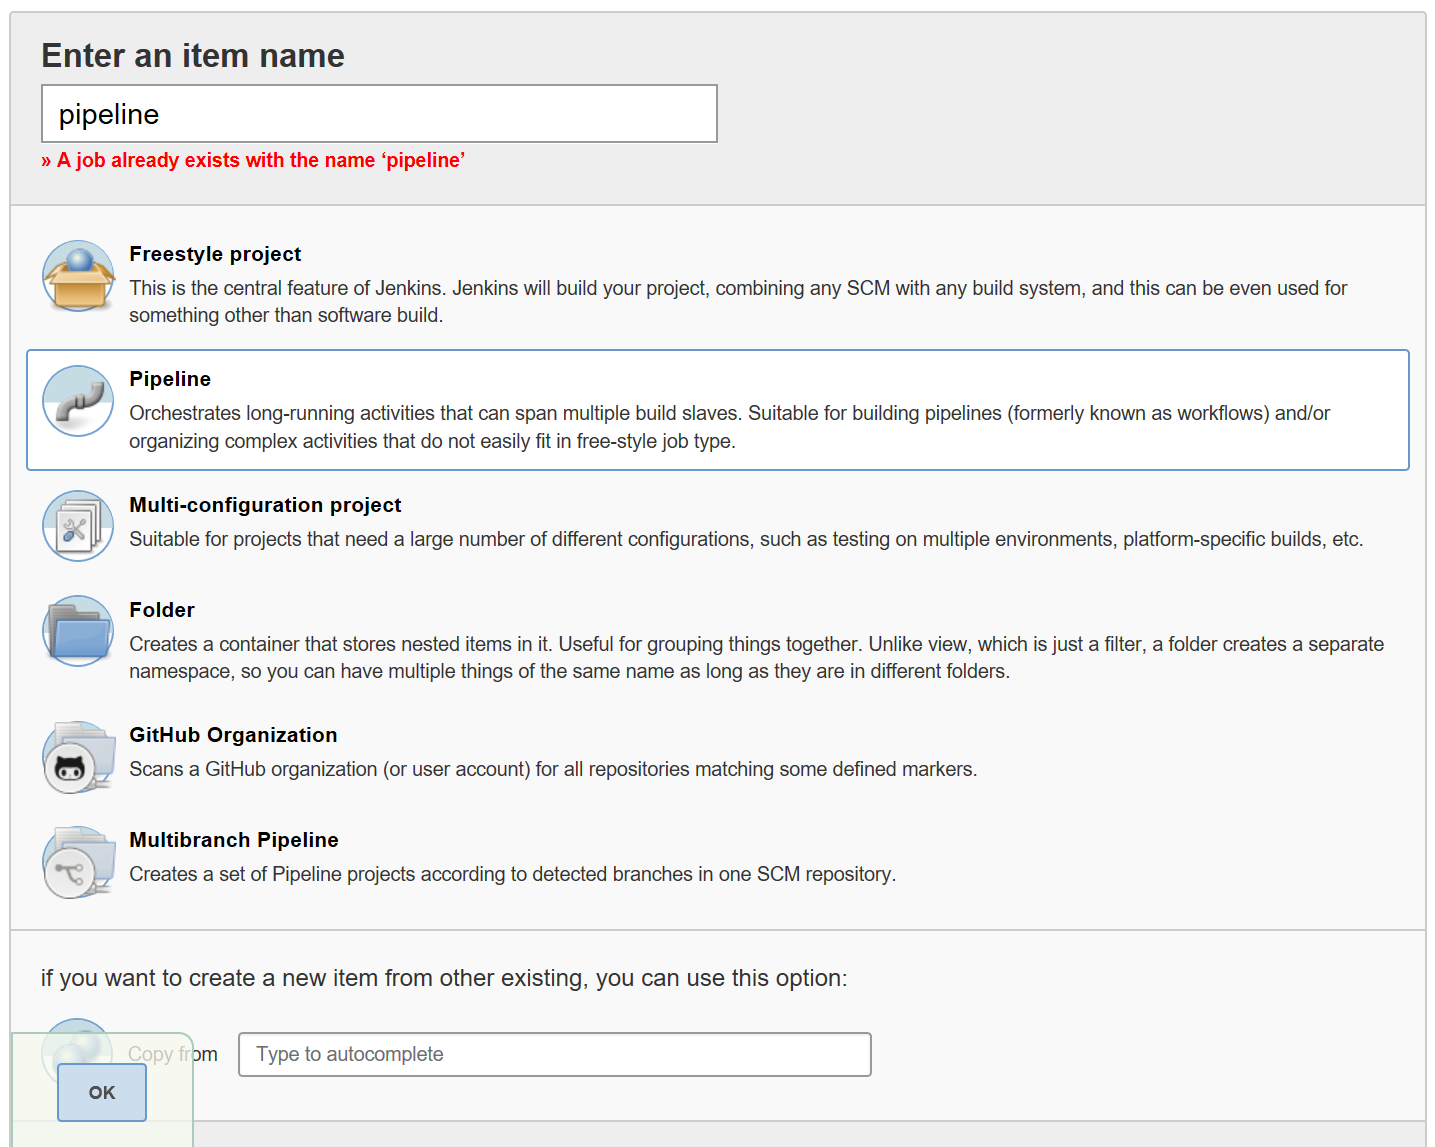 Enter an item name
pipeline
» A job already exists with the name ‘pipeline’
Freestyle project
This is the central feature of Jenkins. Jenkins will build your project, combining any SCM with any build system, and this can be even used for
something other than software build.
Pipeline
Orchestrates long-running activities that can span multiple build slaves. Suitable for building pipelines (formerly known as workflows) and/or
organizing complex activities that do not easily fit in free-style job type.
Multi-configuration project
Suitable for projects that need a large number of different configurations, such as testing on multiple environments, platform-specific builds, etc.
Folder
Creates a container that stores nested items in it. Useful for grouping things together. Unlike view, which is just a filter, a folder creates a separate
namespace, so you can have multiple things of the same name as long as they are in different folders.
GitHub Organization
Scans a GitHub organization (or user account) for all repositories matching some defined markers.
Multibranch Pipeline
Creates a set of Pipeline projects according to detected branches in one SCM repository.
if you want to create a new item from other existing, you can use this option:
Copy from Type to autocomplete
OK